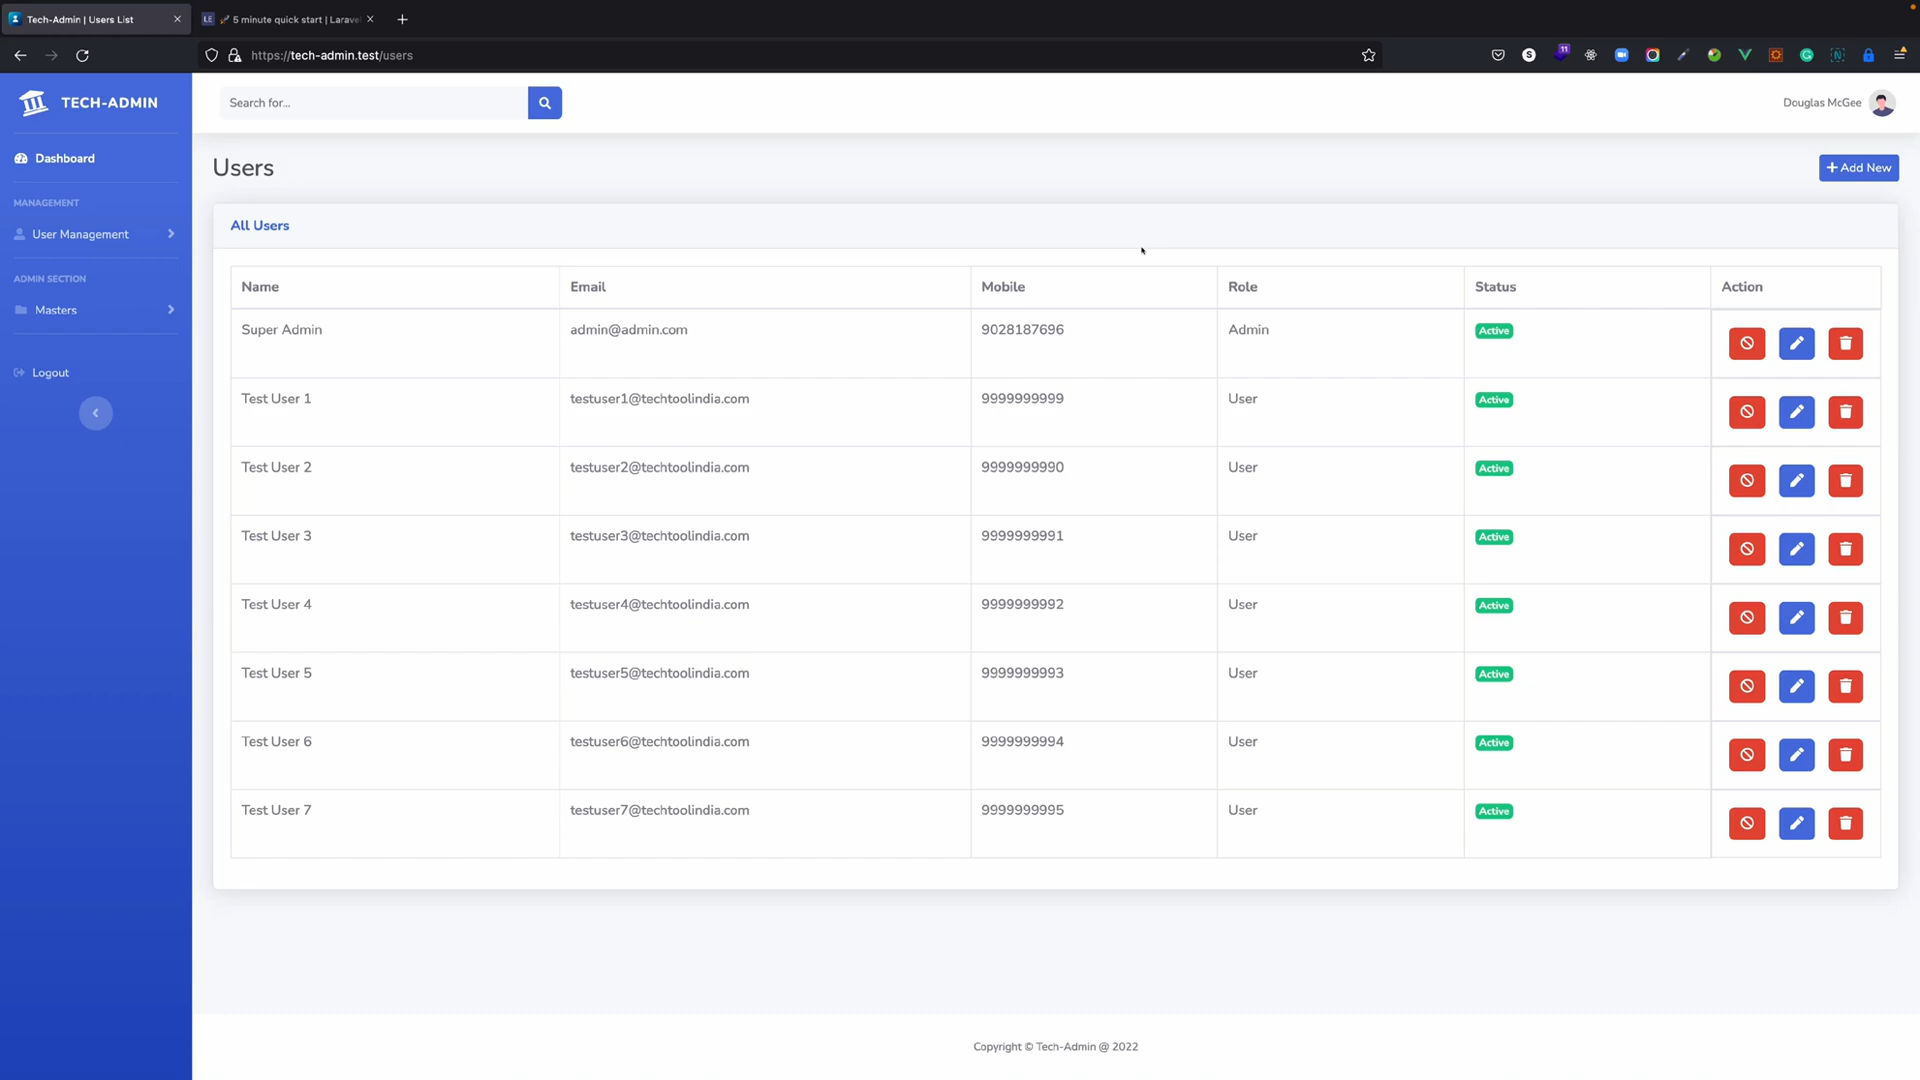 Tech-Admin | Users List
LE 🚀 5 minute quick start | Larave
https://tech-admin.test/users
11
TECH-ADMIN
Search for...
Douglas McGee
Dashboard
Users
Add New
MANAGEMENT
User Management
All Users
ADMIN SECTION
Masters
Logout
Name Email Mobile Role Status Action
Super Admin admin@admin.com 9028187696 Admin Active
Test User 1 testuser1@techtoolindia.com 9999999999 User Active
Test User 2 testuser2@techtoolindia.com 9999999990 User Active
Test User 3 testuser3@techtoolindia.com 9999999991 User Active
Test User 4 testuser4@techtoolindia.com 9999999992 User Active
Test User 5 testuser5@techtoolindia.com 9999999993 User Active
Test User 6 testuser6@techtoolindia.com 9999999994 User Active
Test User 7 testuser7@techtoolindia.com 9999999995 User Active
Copyright © Tech-Admin @ 2022